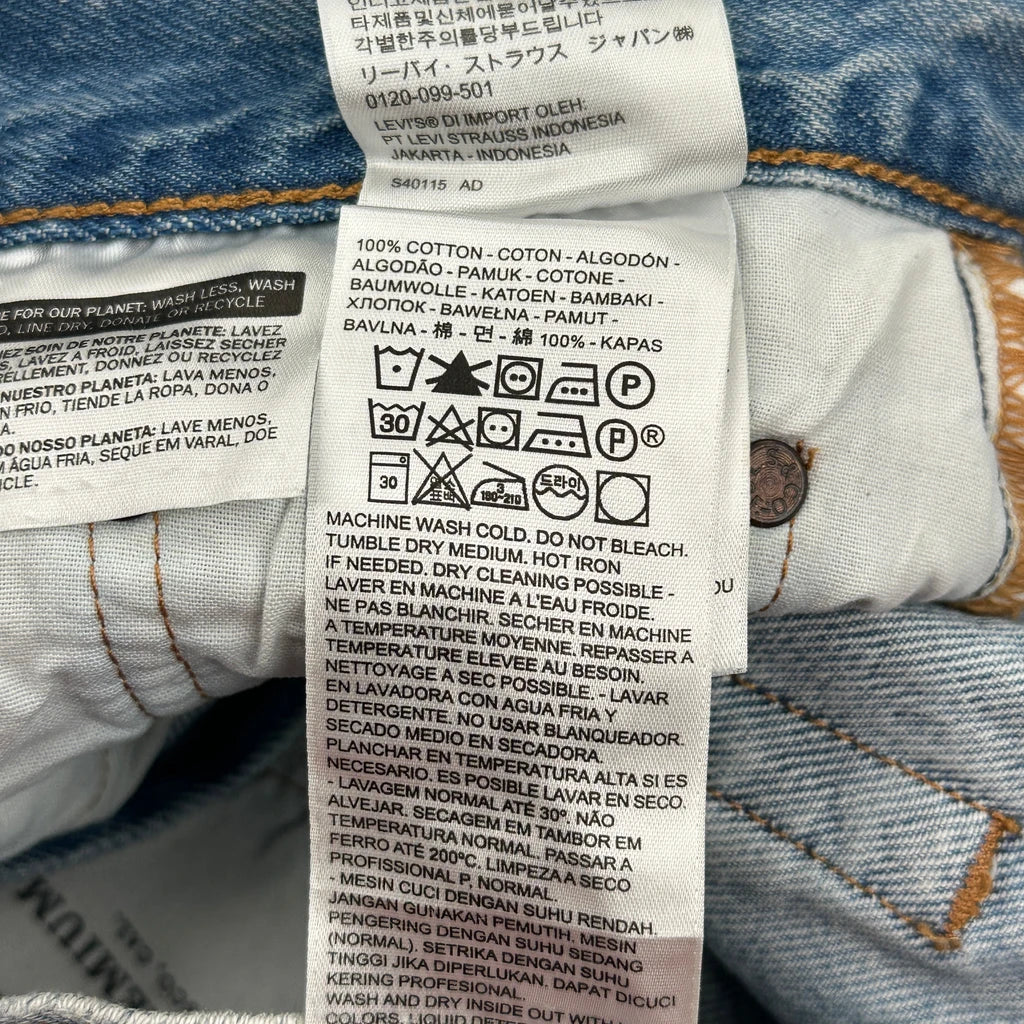 타제품및신체에묻어날수있으니
각별한주의를당부드립니다
リーバイ・ストラウス ジャパン㈱
0120-099-501
LEVI'S® DI IMPORT OLEH:
PT LEVI STRAUSS INDONESIA
JAKARTA - INDONESIA
S40115 AD
FOR OUR PLANET: WASH LESS, WASH
LINE DRY, DONATE OR RECYCLE
SOIN DE NOTRE PLANETE: LAVEZ
LAVEZ A FROID, LAISSEZ SECHER
DONNEZ OU RECYCLEZ
NUESTRO PLANETA: LAVA MENOS,
FRIO, TIENDE LA ROPA, DONA O
NOSSO PLANETA: LAVE MENOS,
ÁGUA FRIA, SEQUE EM VARAL, DOE
100% COTTON - COTON - ALGODÓN -
ALGODÃO - PAMUK - COTONE -
BAUMWOLLE - KATOEN - BAMBAKI -
ХЛОПОК - BAWEŁNA - PAMUT -
BAVLNA - 棉 - 면 - 綿 100% - KAPAS
P
30 P ®
30 염소표백 3 180~210 드라이
MACHINE WASH COLD. DO NOT BLEACH.
TUMBLE DRY MEDIUM. HOT IRON
IF NEEDED. DRY CLEANING POSSIBLE -
LAVER EN MACHINE A L'EAU FROIDE.
NE PAS BLANCHIR. SECHER EN MACHINE
A TEMPERATURE MOYENNE. REPASSER A
TEMPERATURE ELEVEE AU BESOIN.
NETTOYAGE A SEC POSSIBLE. - LAVAR
EN LAVADORA CON AGUA FRIA Y
DETERGENTE. NO USAR BLANQUEADOR.
SECADO MEDIO EN SECADORA.
PLANCHAR EN TEMPERATURA ALTA SI ES
NECESARIO. ES POSIBLE LAVAR EN SECO
- LAVAGEM NORMAL ATÉ 30º. NÃO
ALVEJAR. SECAGEM EM TAMBOR EM
TEMPERATURA NORMAL. PASSAR A
FERRO ATÉ 200ºC. LIMPEZA A SECO
PROFISSIONAL P, NORMAL.
- MESIN CUCI DENGAN SUHU RENDAH.
JANGAN GUNAKAN PEMUTIH. MESIN
PENGERING DENGAN SUHU SEDANG
(NORMAL). SETRIKA DENGAN SUHU
TINGGI JIKA DIPERLUKAN. DAPAT DICUCI
KERING PROFESIONAL.
WASH AND DRY INSIDE OUT
COLORS. LIQUID
OU